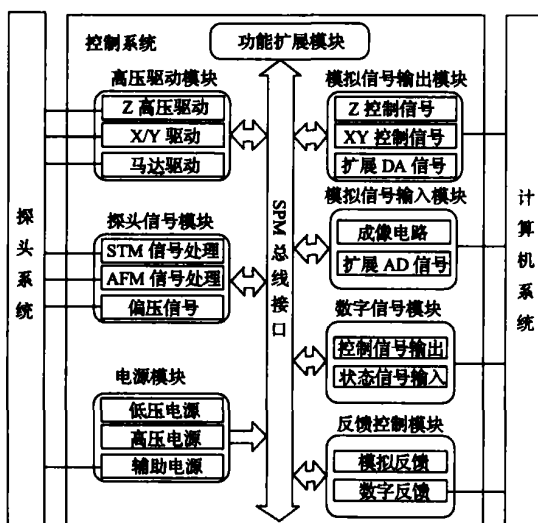 控制系统
功能扩展模块
高压驱动模块
Z 高压驱动
X/Y 驱动
马达驱动
探头信号模块
STM 信号处理
AFM 信号处理
偏压信号
电源模块
低压电源
高压电源
辅助电源
探头系统
SPM 总线接口
模拟信号输出模块
Z 控制信号
XY 控制信号
扩展 DA 信号
模拟信号输入模块
成像电路
扩展 AD 信号
数字信号模块
控制信号输出
状态信号输入
反馈控制模块
模拟反馈
数字反馈
计算机系统